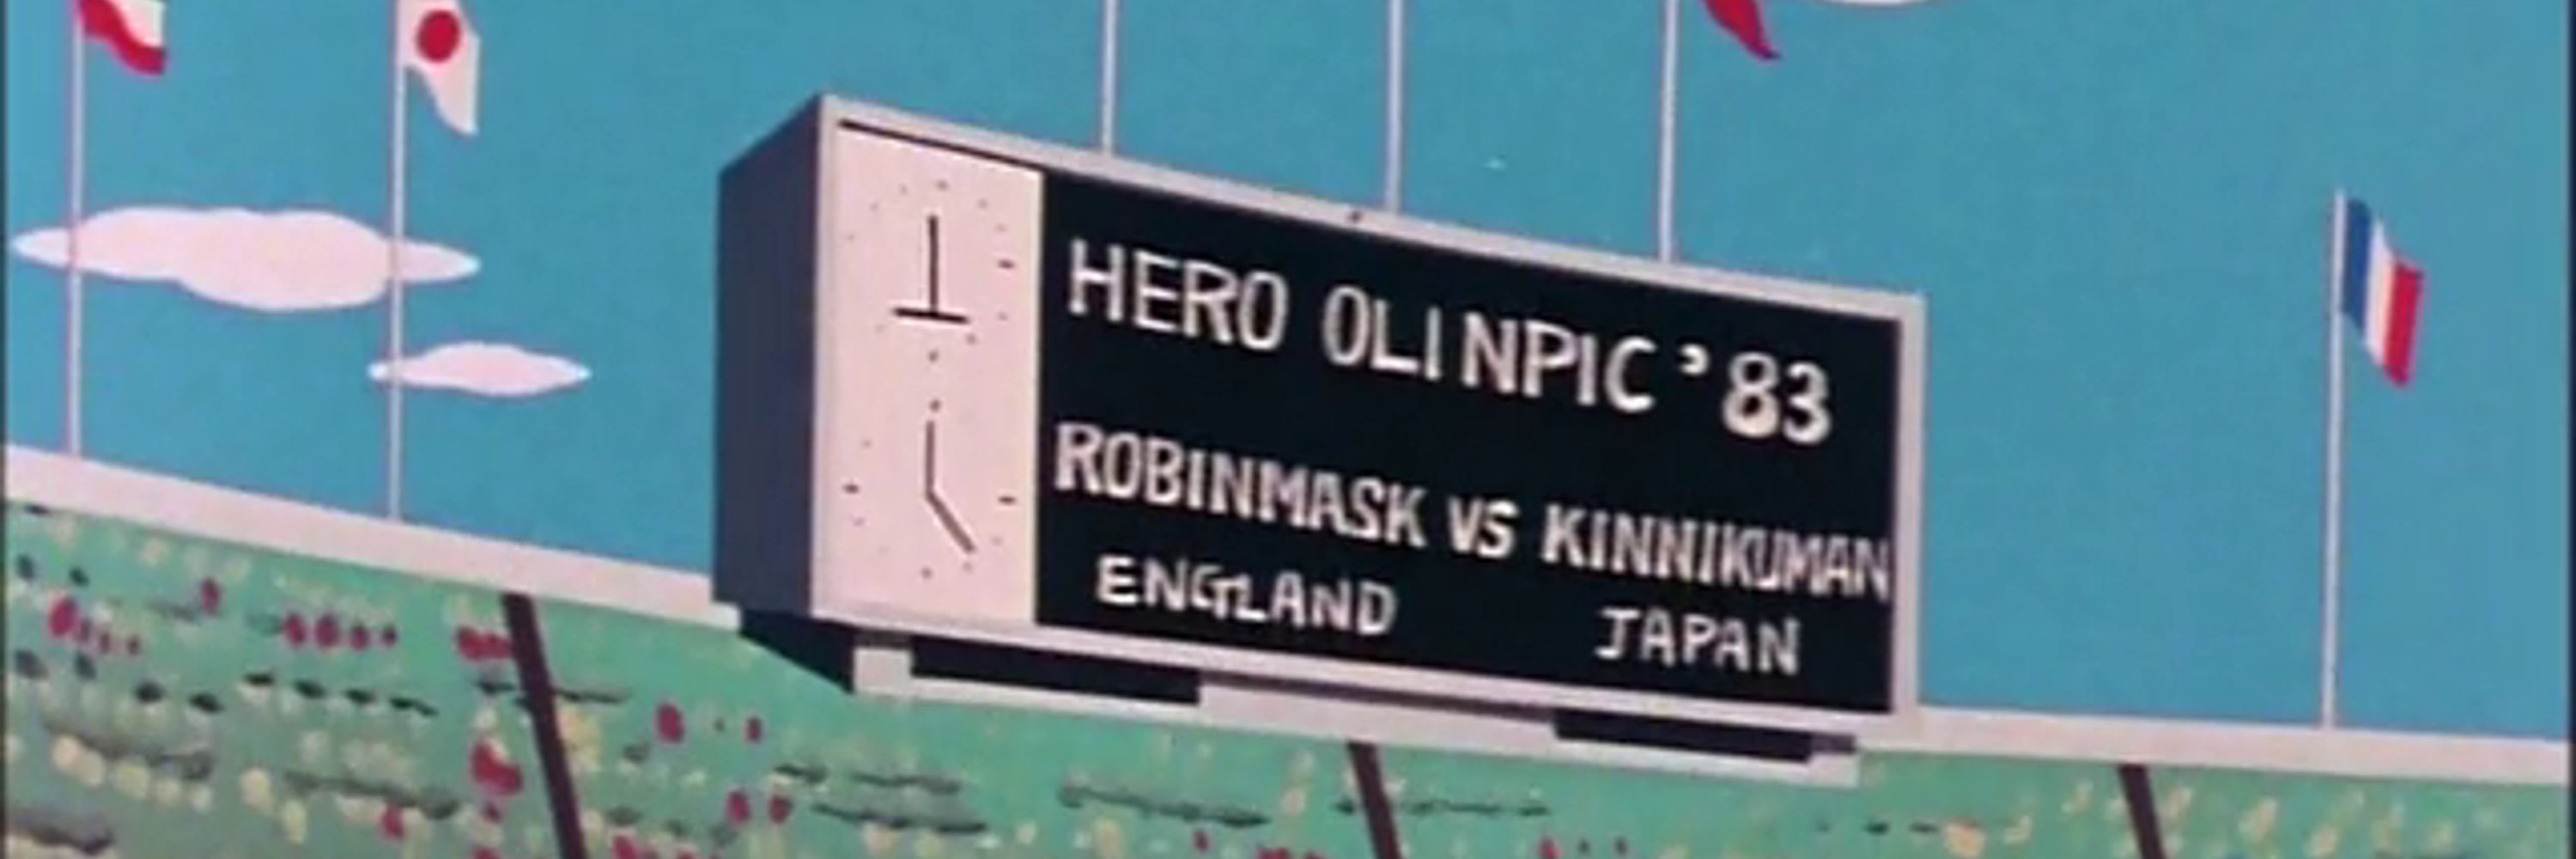 HERO OLINPIC '83
ROBINMASK VS KINNIKUMAN
ENGLAND JAPAN